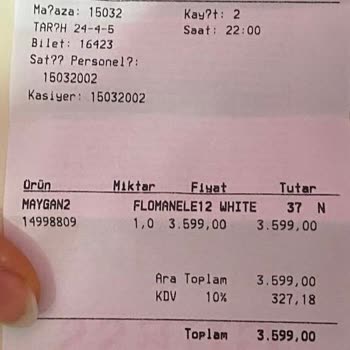 Ma?aza: 15032 Kay?t: 2
TAR?H 24-4-5 Saat: 22:00
Bilet: 16423
Sat?? Personel?:
15032002
Kasiyer: 15032002
Ürün Miktar Fiyat Tutar
MAYGAN2 FLOMANELE12 WHITE 37 N
14998809 1,0 3.599,00 3.599,00
Ara Toplam 3.599,00
KDV 10% 327,18
Toplam 3.599,00